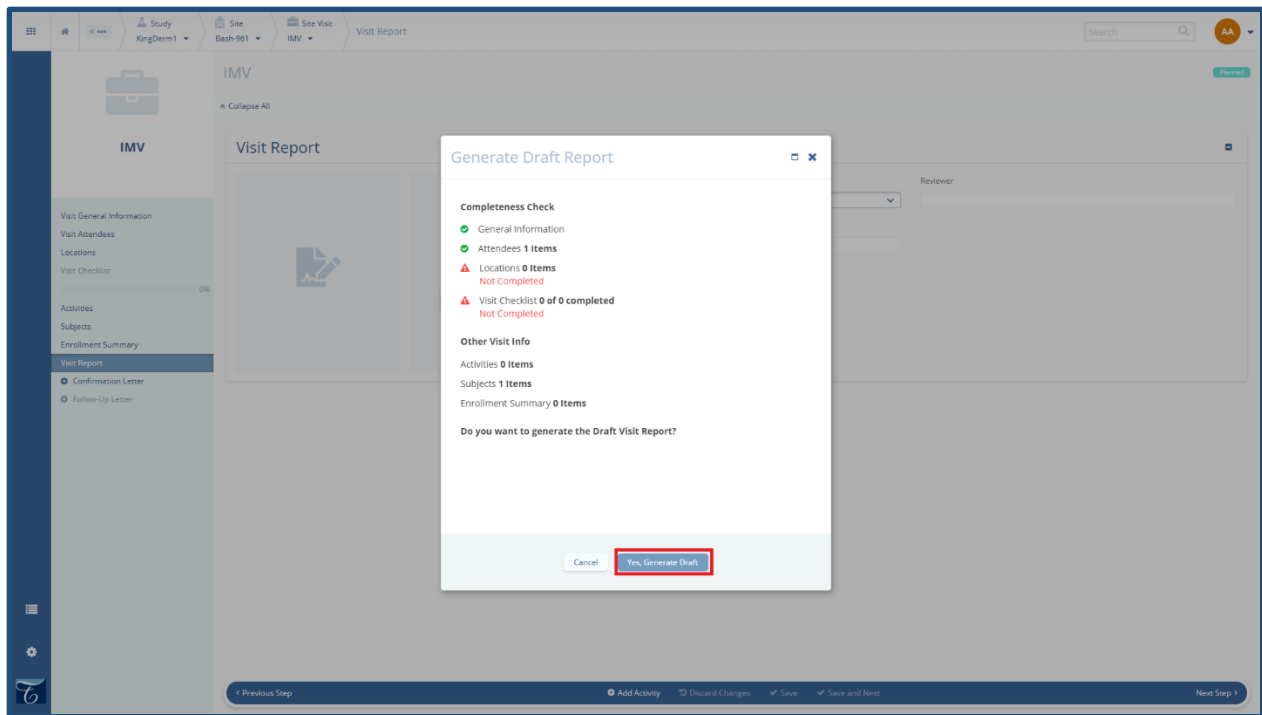 Study
KingDerm1
Site
Bash-961
Site Visit
IMV
Visit Report
Search
AA
IMV
Planned
Collapse All
IMV
Visit General Information
Visit Attendees
Locations
Visit Checklist
0%
Activities
Subjects
Enrollment Summary
Visit Report
Confirmation Letter
Follow-Up Letter
Visit Report
Reviewer
Generate Draft Report
Completeness Check
General Information
Attendees 1 Items
Locations 0 Items
Not Completed
Visit Checklist 0 of 0 completed
Not Completed
Other Visit Info
Activities 0 Items
Subjects 1 Items
Enrollment Summary 0 Items
Do you want to generate the Draft Visit Report?
Cancel
Yes, Generate Draft
< Previous Step
Add Activity
Discard Changes
Save
Save and Next
Next Step >